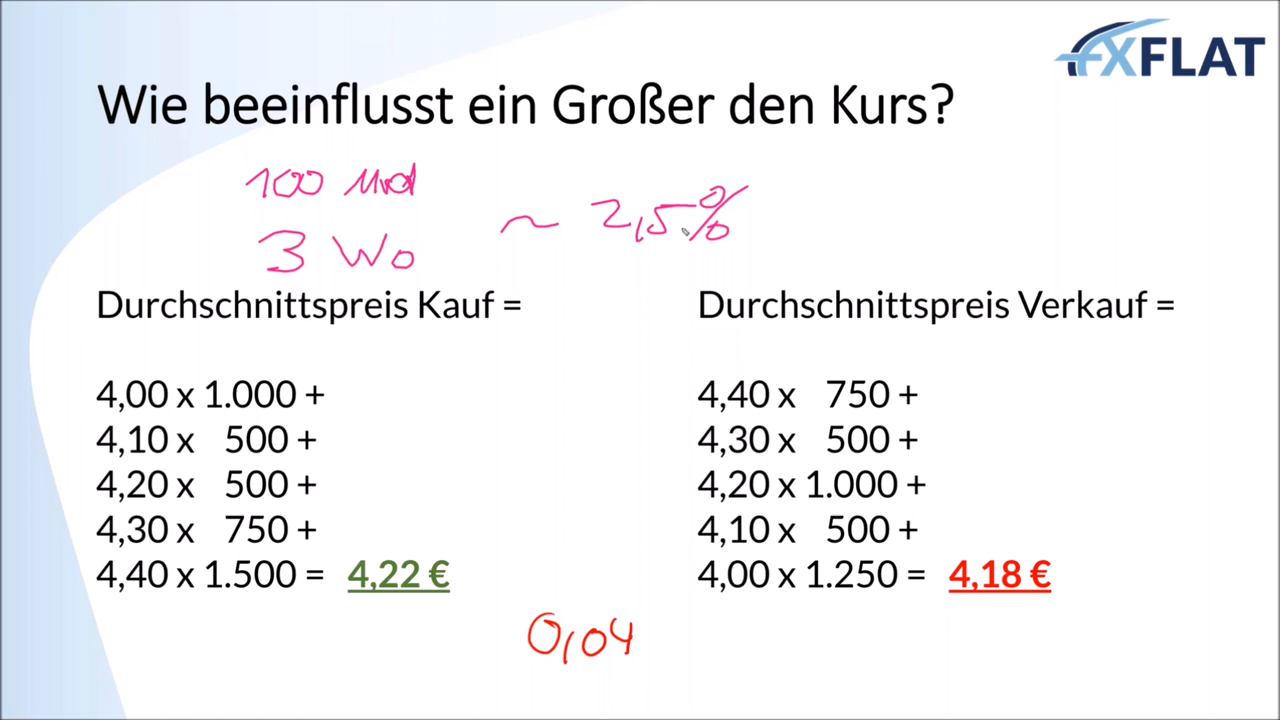 FXFLAT
Wie beeinflusst ein Großer den Kurs?
100 Mrd
3 Wo
~ 2,5%
Durchschnittspreis Kauf =
4,00 x 1.000 +
4,10 x 500 +
4,20 x 500 +
4,30 x 750 +
4,40 x 1.500 = 4,22 €
Durchschnittspreis Verkauf =
4,40 x 750 +
4,30 x 500 +
4,20 x 1.000 +
4,10 x 500 +
4,00 x 1.250 = 4,18 €
0,04